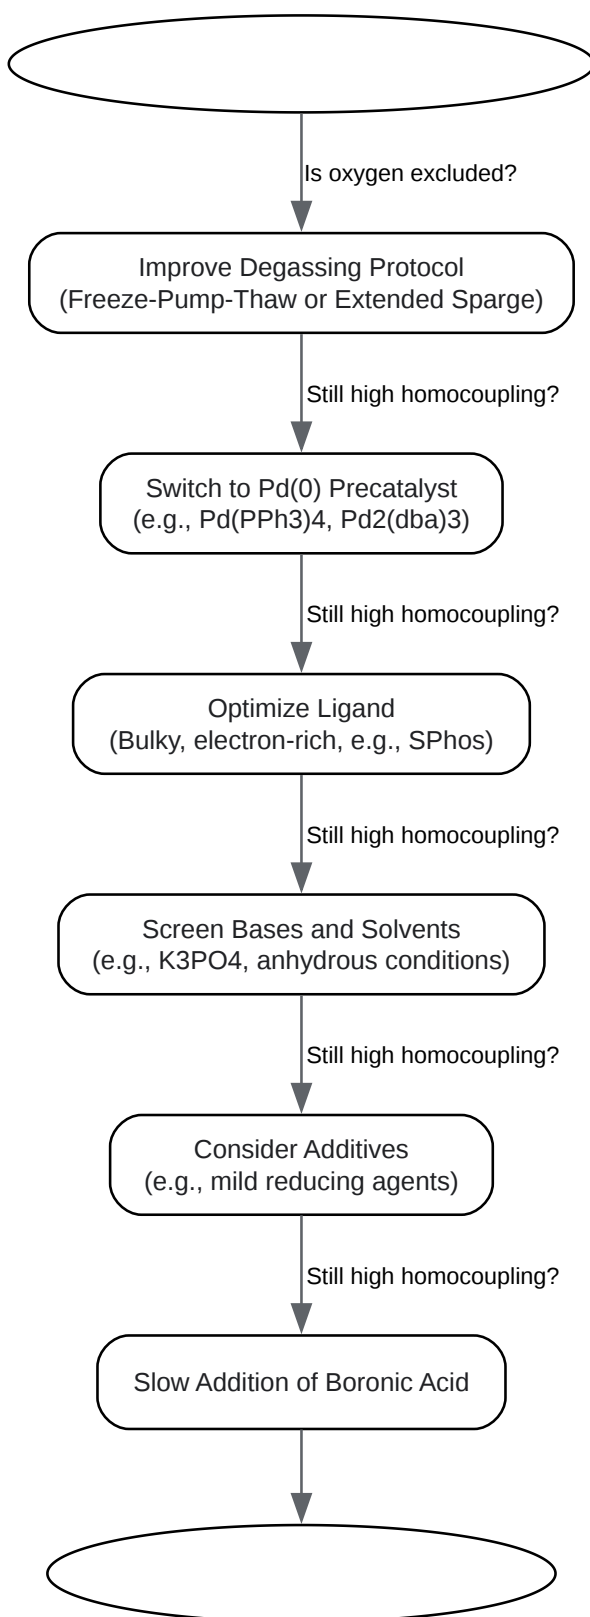 Is oxygen excluded?
Improve Degassing Protocol
(Freeze-Pump-Thaw or Extended Sparge)
Still high homocoupling?
Switch to Pd(0) Precatalyst
(e.g., Pd(PPh3)4, Pd2(dba)3)
Still high homocoupling?
Optimize Ligand
(Bulky, electron-rich, e.g., SPhos)
Still high homocoupling?
Screen Bases and Solvents
(e.g., K3PO4, anhydrous conditions)
Still high homocoupling?
Consider Additives
(e.g., mild reducing agents)
Still high homocoupling?
Slow Addition of Boronic Acid